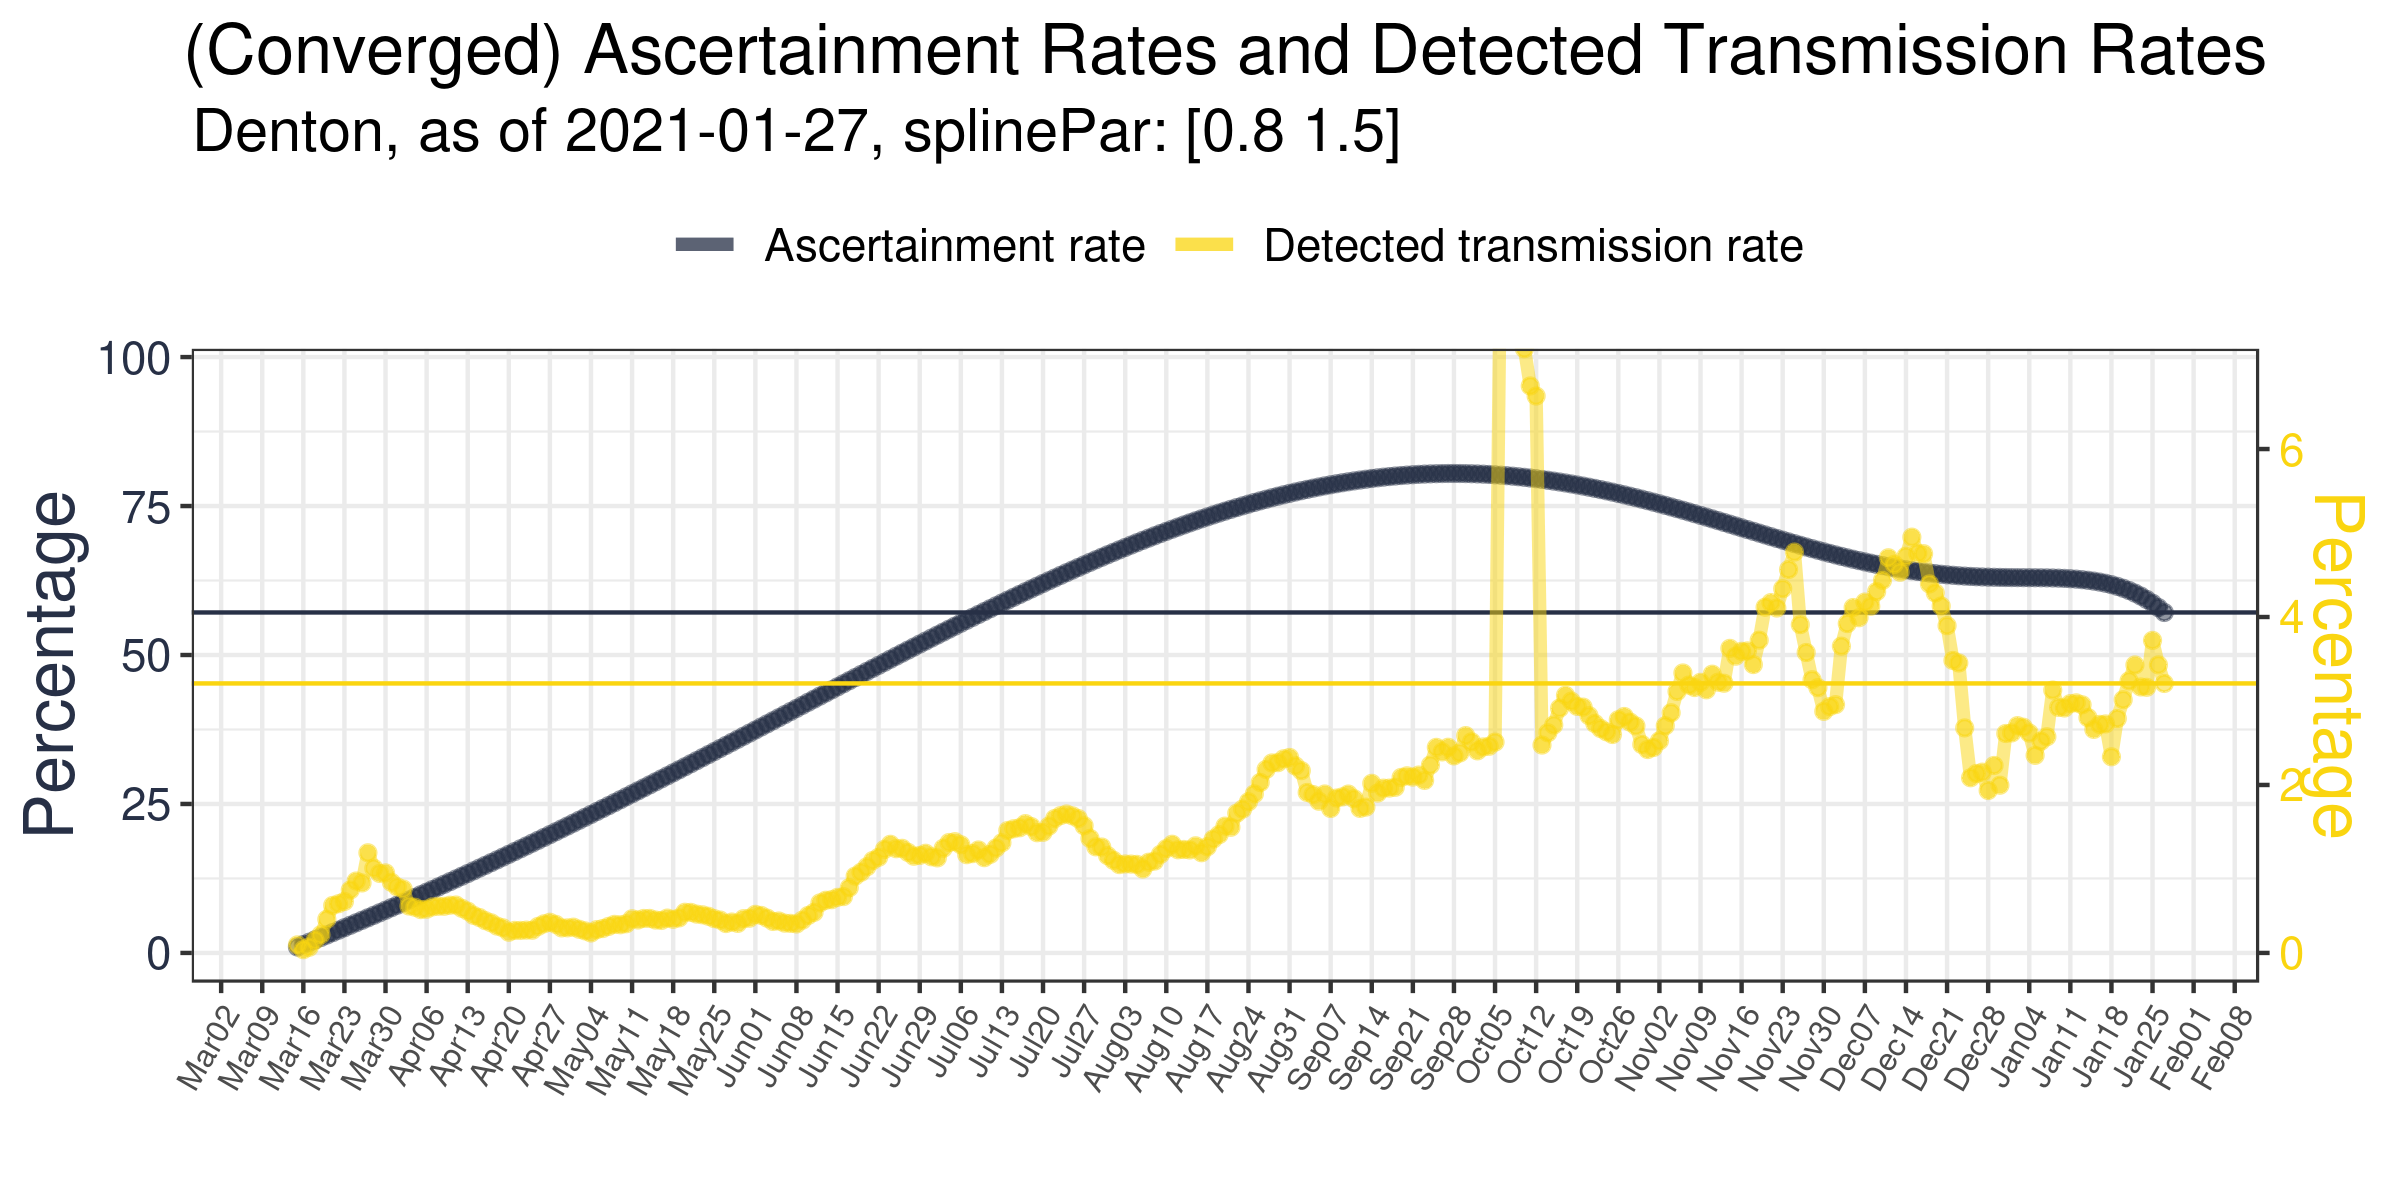 (Converged) Ascertainment Rates and Detected Transmission Rates
Denton, as of 2021-01-27, splinePar: [0.8 1.5]
Ascertainment rate
Detected transmission rate
Percentage
100
75
50
25
0
6
4
2
0
Percentage
Mar02
Mar09
Mar16
Mar23
Mar30
Apr06
Apr13
Apr20
Apr27
May04
May11
May18
May25
Jun01
Jun08
Jun15
Jun22
Jun29
Jul06
Jul13
Jul20
Jul27
Aug03
Aug10
Aug17
Aug24
Aug31
Sep07
Sep14
Sep21
Sep28
Oct05
Oct12
Oct19
Oct26
Nov02
Nov09
Nov16
Nov23
Nov30
Dec07
Dec14
Dec21
Dec28
Jan04
Jan11
Jan18
Jan25
Feb01
Feb08